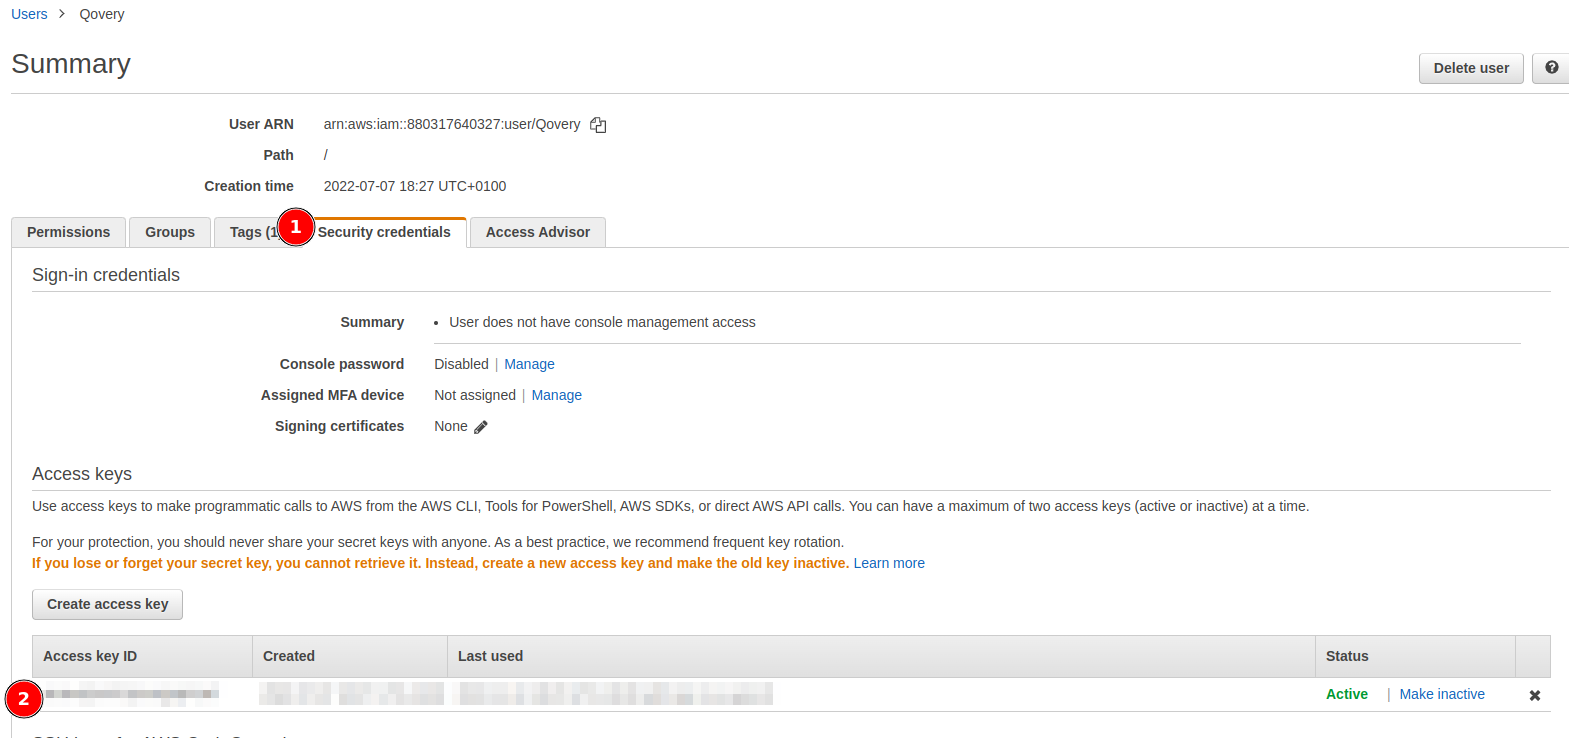 Users > Qovery
Summary
Delete user
User ARN arn:aws:iam::880317640327:user/Qovery
Path /
Creation time 2022-07-07 18:27 UTC+0100
Permissions Groups Tags (1 1 Security credentials Access Advisor
Sign-in credentials
Summary • User does not have console management access
Console password Disabled | Manage
Assigned MFA device Not assigned | Manage
Signing certificates None
Access keys
Use access keys to make programmatic calls to AWS from the AWS CLI, Tools for PowerShell, AWS SDKs, or direct AWS API calls. You can have a maximum of two access keys (active or inactive) at a time.
For your protection, you should never share your secret keys with anyone. As a best practice, we recommend frequent key rotation.
If you lose or forget your secret key, you cannot retrieve it. Instead, create a new access key and make the old key inactive. Learn more
Create access key
Access key ID Created Last used Status
2 Active | Make inactive